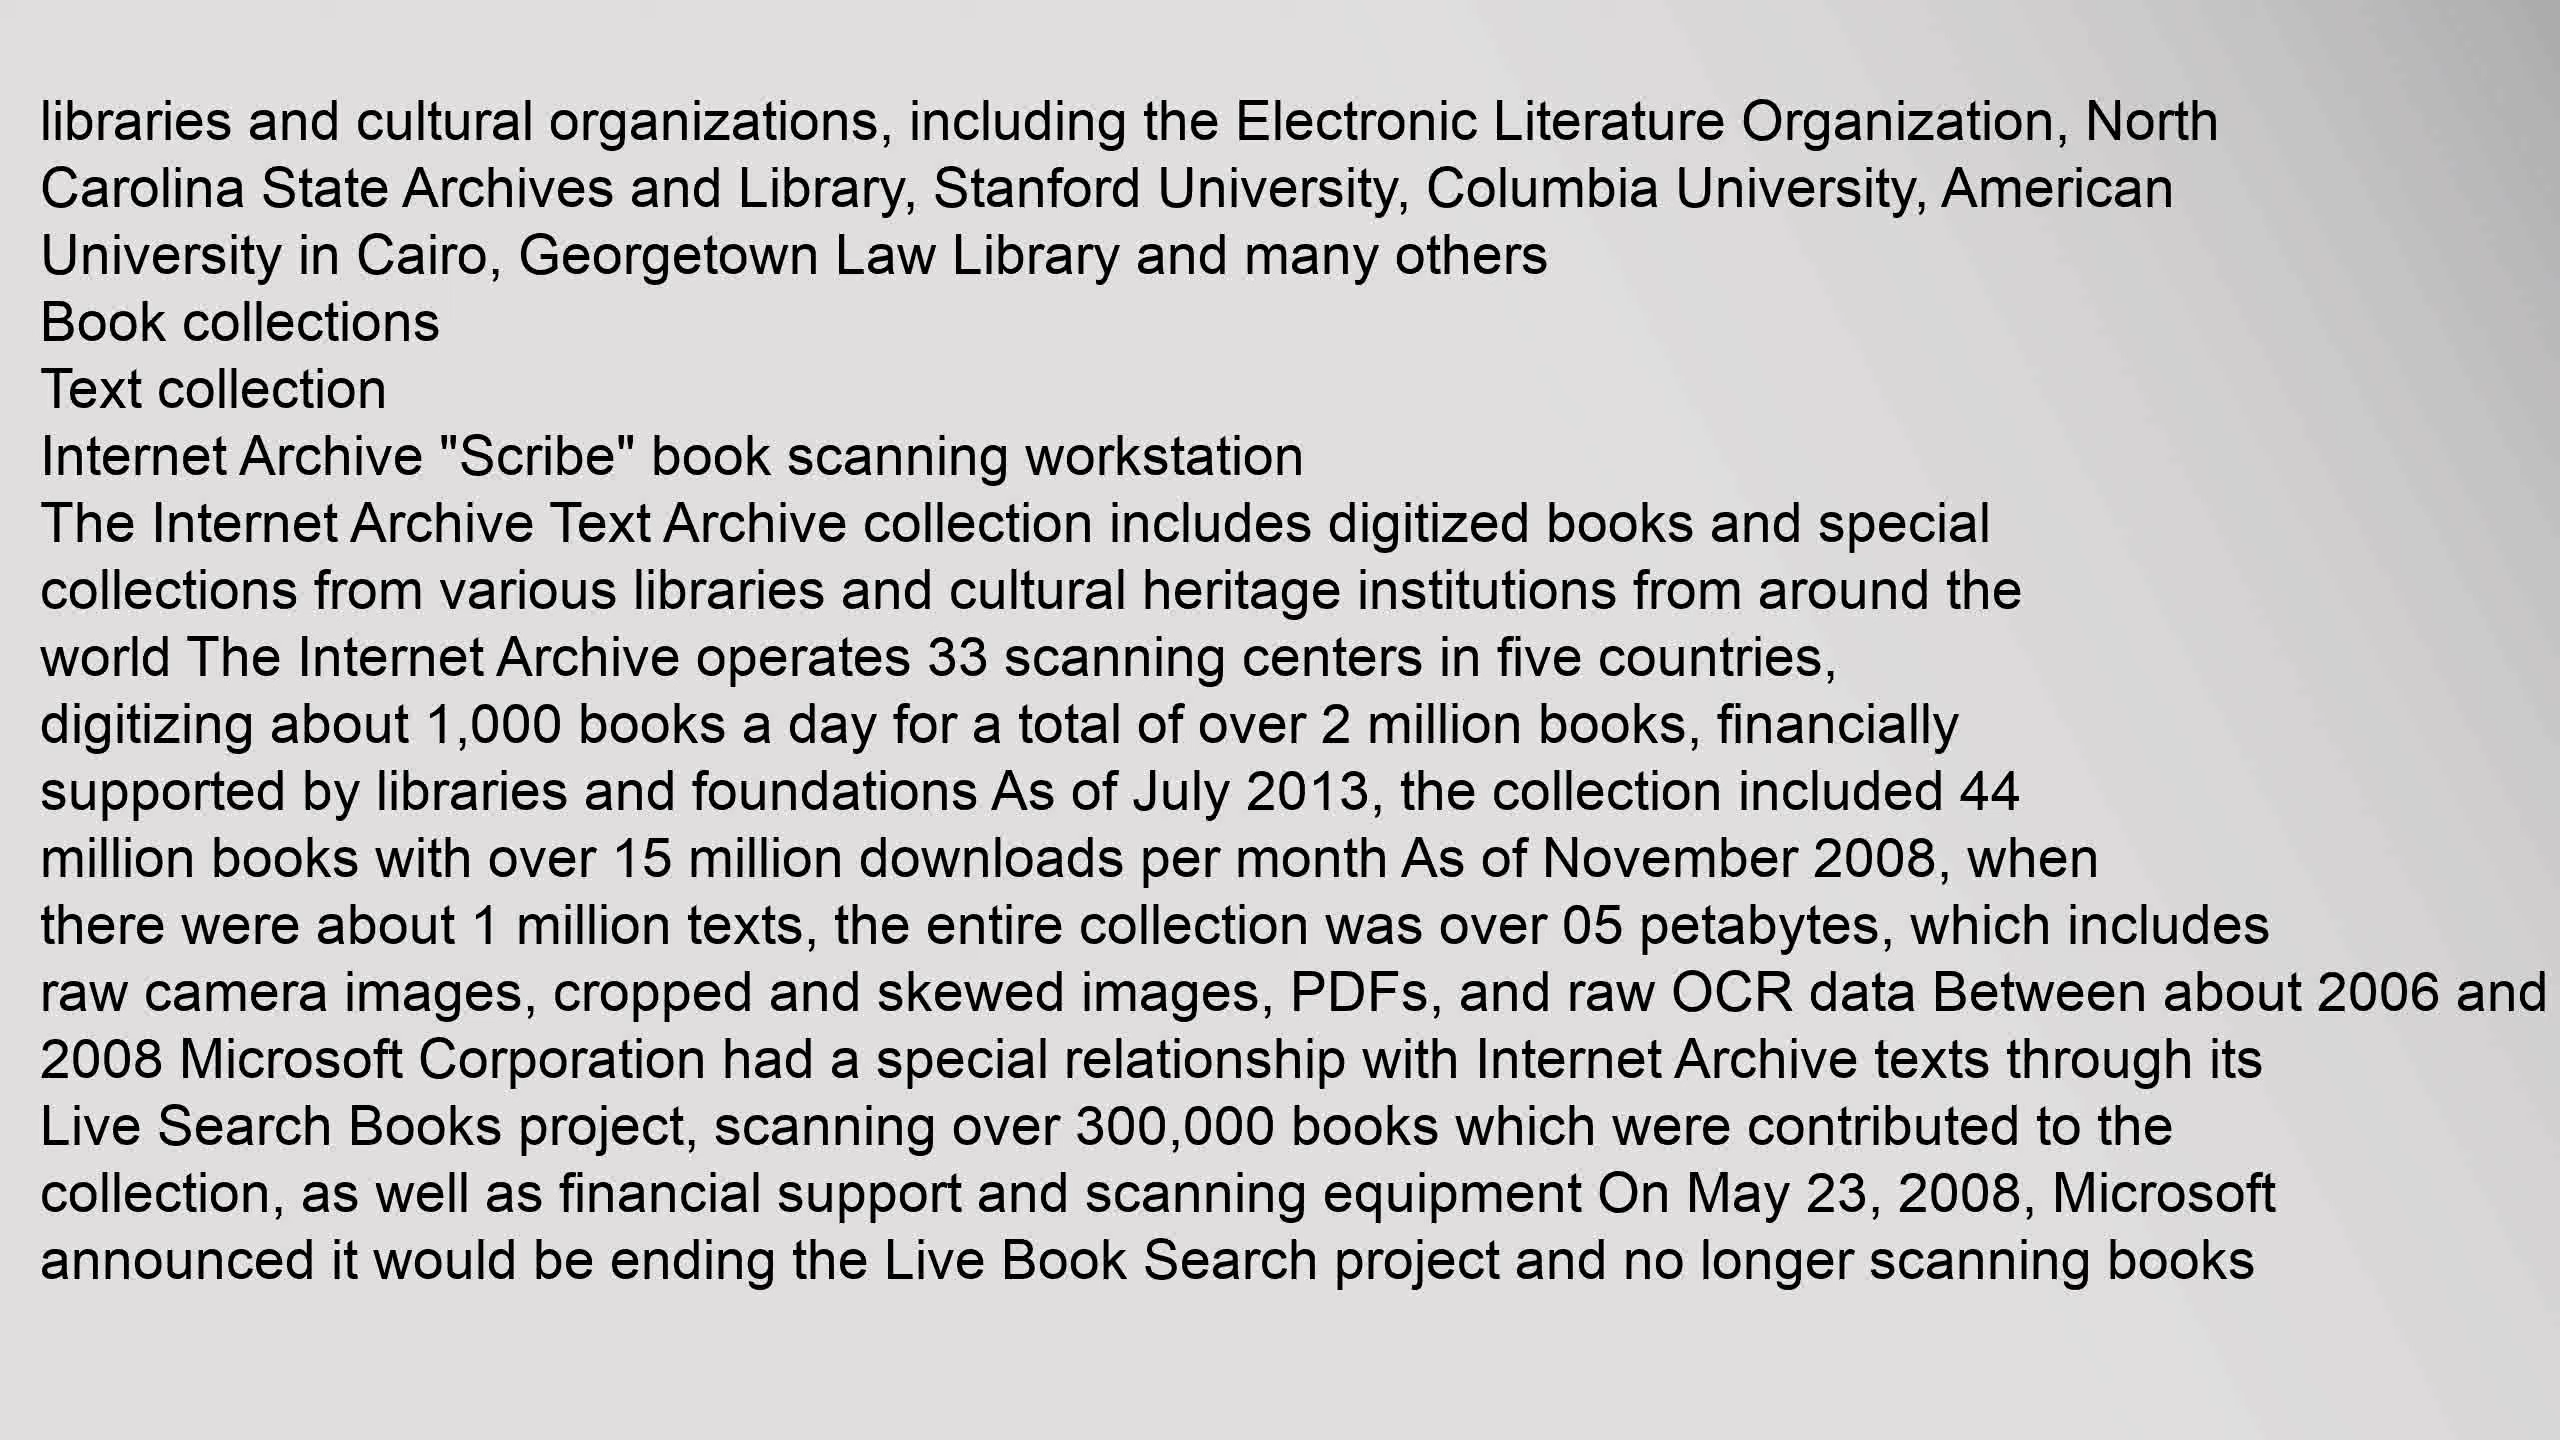 libraries and cultural organizations, including the Electronic Literature Organization, North
Carolina State Archives and Library, Stanford University, Columbia University, American
University in Cairo, Georgetown Law Library and many others
Book collections
Text collection
Internet Archive "Scribe" book scanning workstation
The Internet Archive Text Archive collection includes digitized books and special
collections from various libraries and cultural heritage institutions from around the
world The Internet Archive operates 33 scanning centers in five countries,
digitizing about 1,000 books a day for a total of over 2 million books, financially
supported by libraries and foundations As of July 2013, the collection included 44
million books with over 15 million downloads per month As of November 2008, when
there were about 1 million texts, the entire collection was over 05 petabytes, which includes
raw camera images, cropped and skewed images, PDFs, and raw OCR data Between about 2006 and
2008 Microsoft Corporation had a special relationship with Internet Archive texts through its
Live Search Books project, scanning over 300,000 books which were contributed to the
collection, as well as financial support and scanning equipment On May 23, 2008, Microsoft
announced it would be ending the Live Book Search project and no longer scanning books